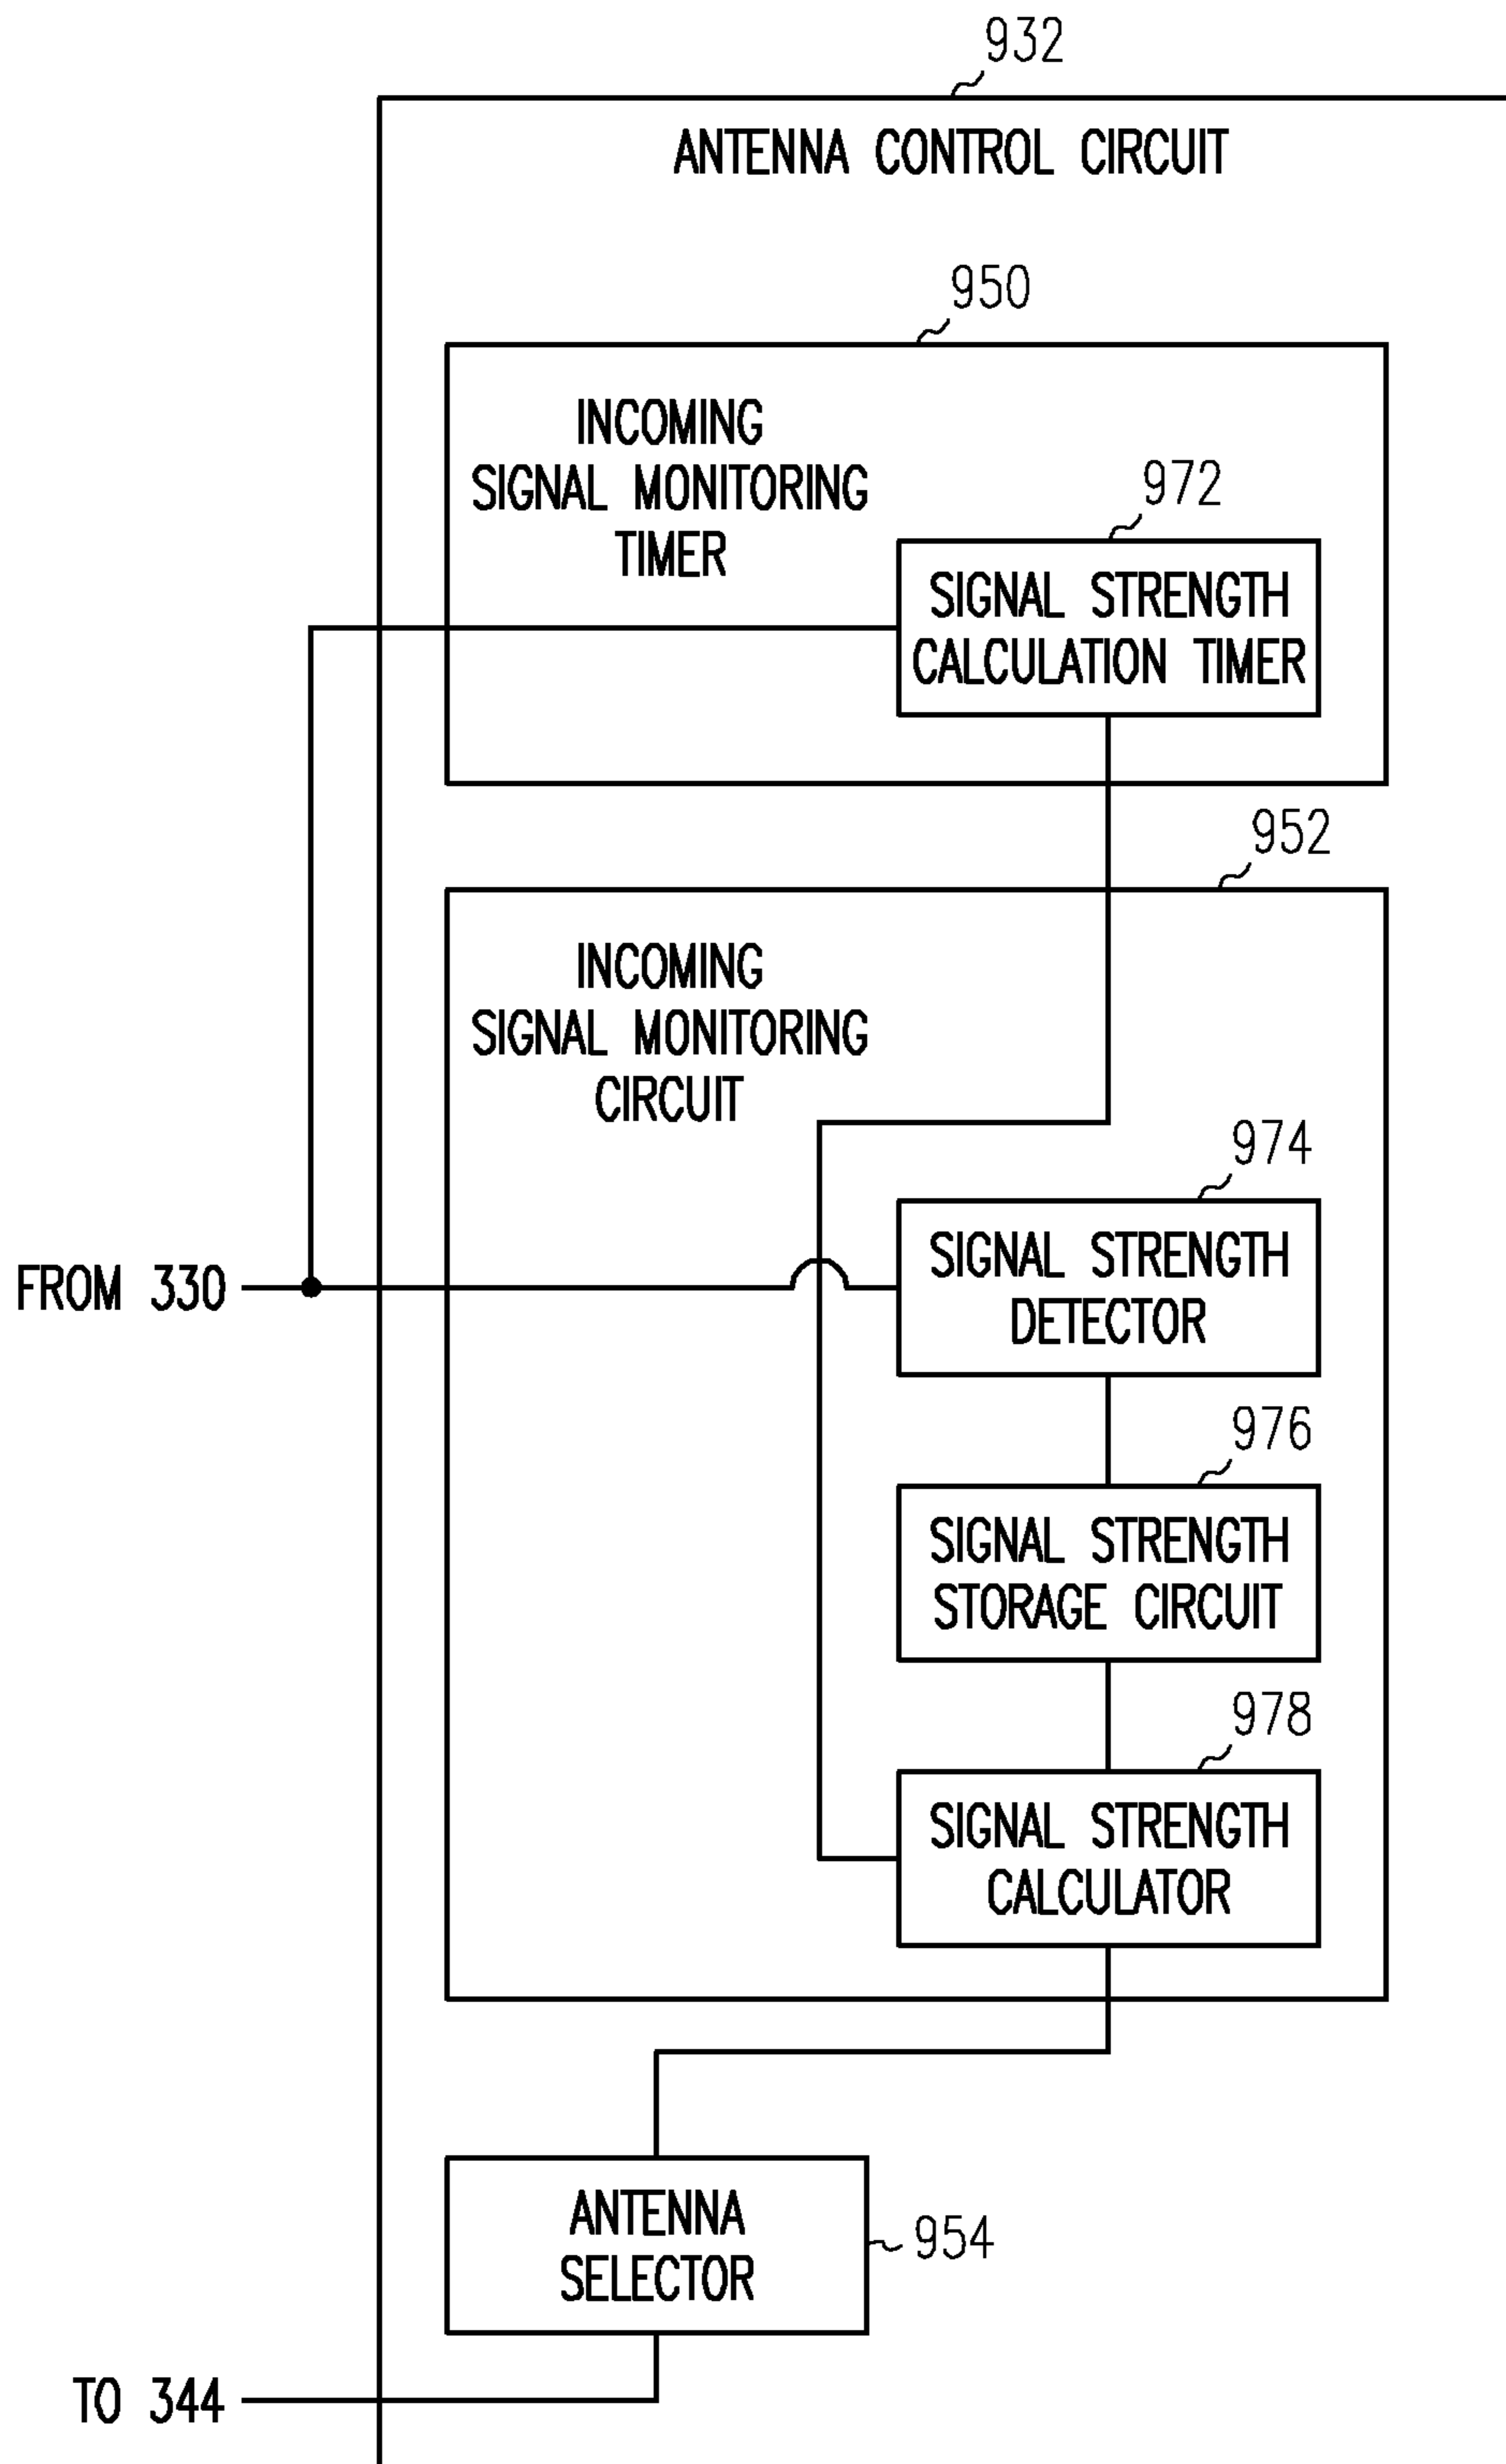 932
ANTENNA CONTROL CIRCUIT
950
INCOMING
SIGNAL MONITORING
TIMER
972
SIGNAL STRENGTH
CALCULATION TIMER
952
INCOMING
SIGNAL MONITORING
CIRCUIT
974
SIGNAL STRENGTH
DETECTOR
FROM 330
976
SIGNAL STRENGTH
STORAGE CIRCUIT
978
SIGNAL STRENGTH
CALCULATOR
ANTENNA
SELECTOR
954
TO 344